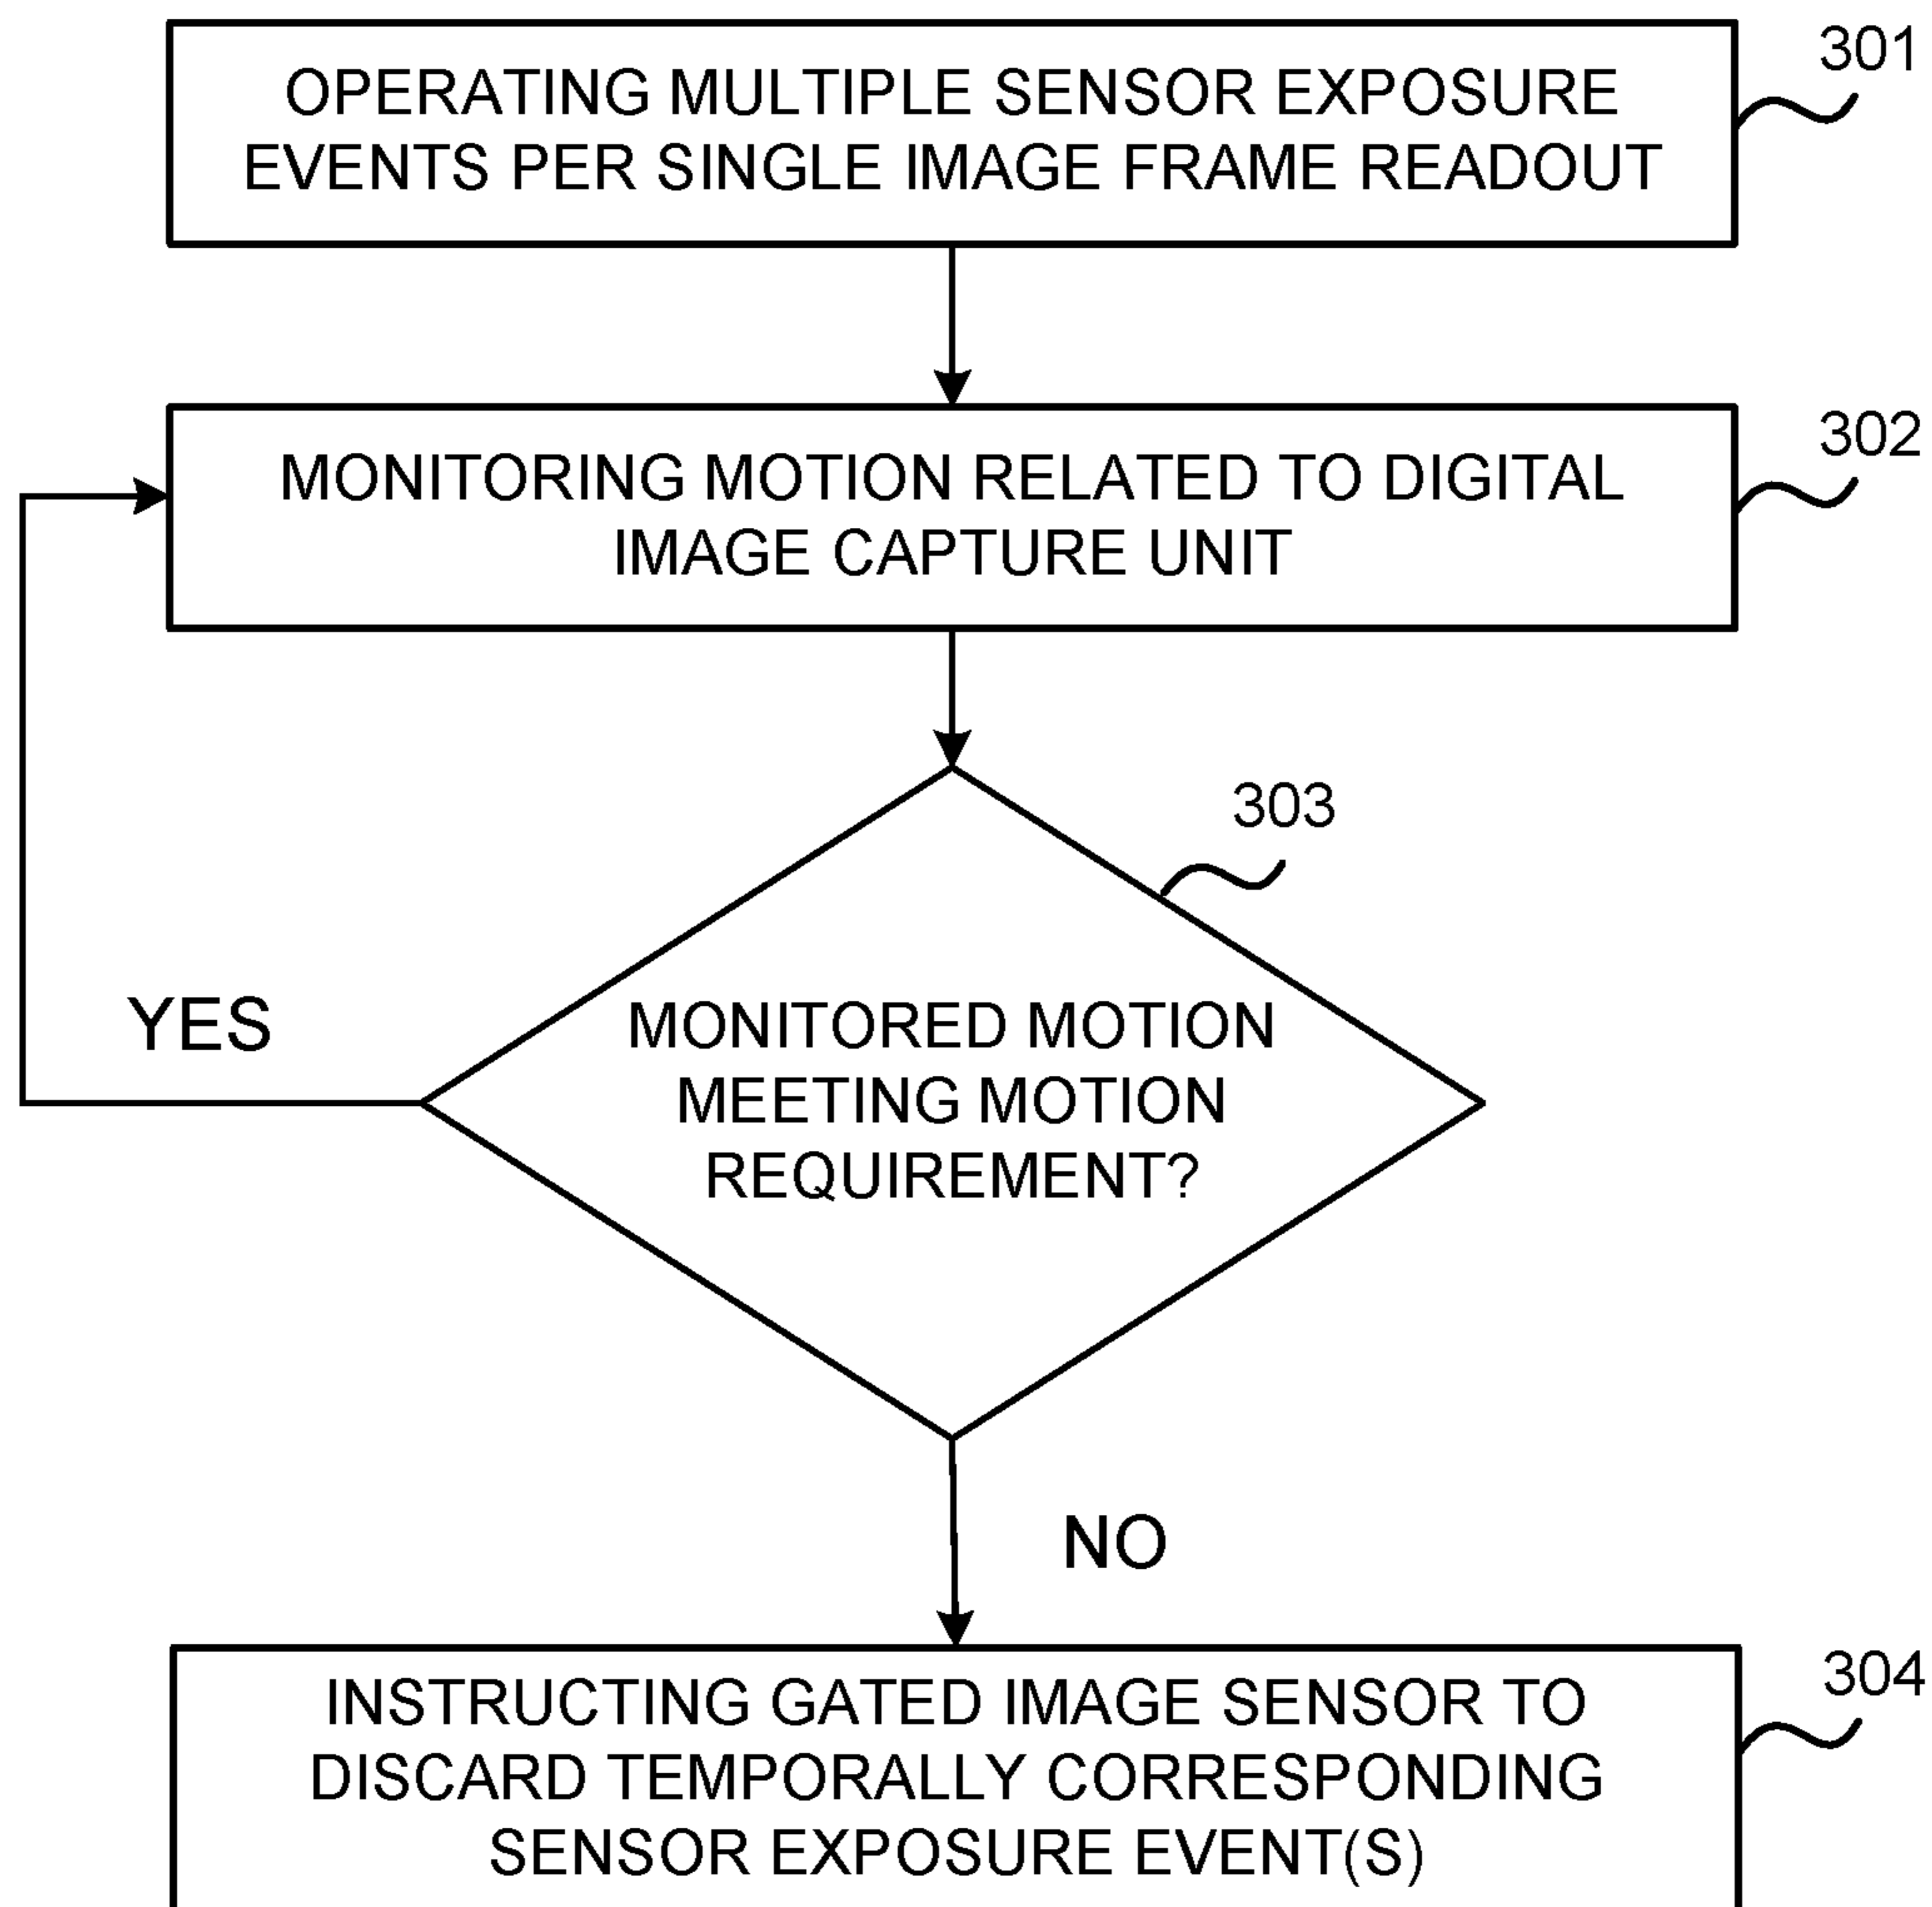 301
OPERATING MULTIPLE SENSOR EXPOSURE
EVENTS PER SINGLE IMAGE FRAME READOUT
302
MONITORING MOTION RELATED TO DIGITAL
IMAGE CAPTURE UNIT
303
YES
MONITORED MOTION
MEETING MOTION
REQUIREMENT?
NO
304
INSTRUCTING GATED IMAGE SENSOR TO
DISCARD TEMPORALLY CORRESPONDING
SENSOR EXPOSURE EVENT(S)